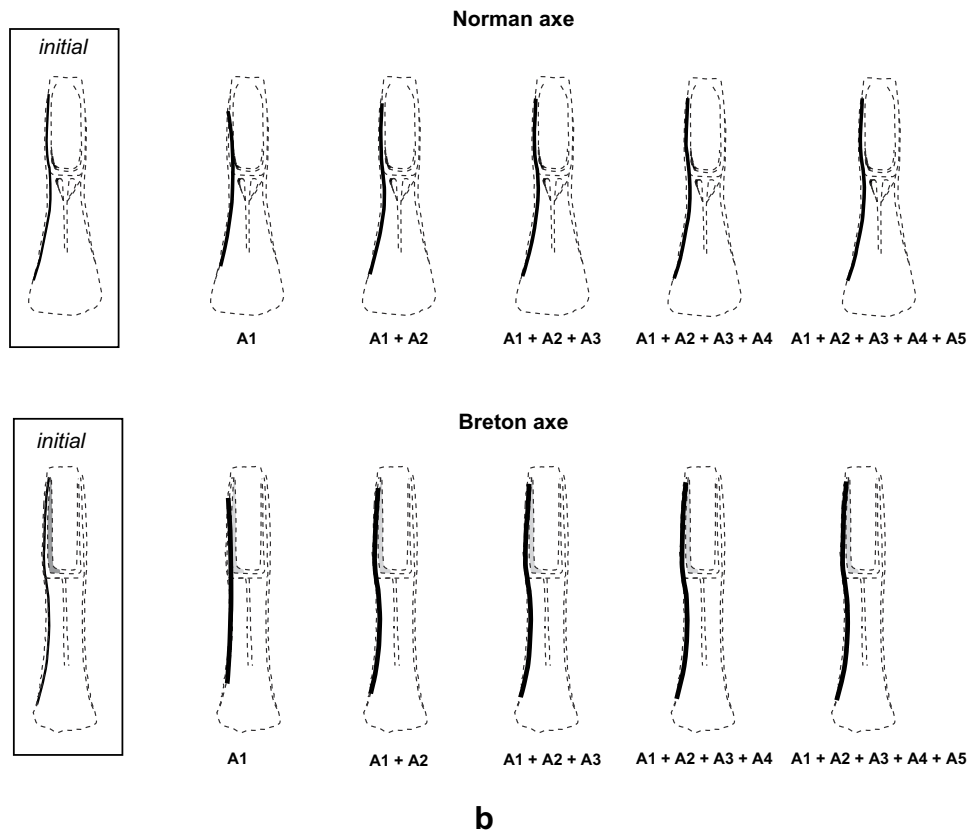 Norman axe
initial
A1
A1 + A2
A1 + A2 + A3
A1 + A2 + A3 + A4
A1 + A2 + A3 + A4 + A5
Breton axe
initial
A1
A1 + A2
A1 + A2 + A3
A1 + A2 + A3 + A4
A1 + A2 + A3 + A4 + A5
b